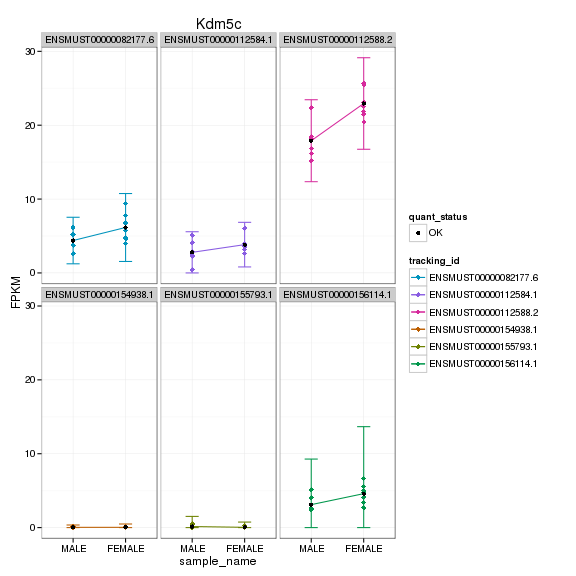 Kdm5c
ENSMUST00000082177.6
ENSMUST00000112584.1
ENSMUST00000112588.2
30
20
10
0
ENSMUST00000154938.1
ENSMUST00000155793.1
ENSMUST00000156114.1
30
20
10
0
FPKM
MALE FEMALE
MALE FEMALE
MALE FEMALE
sample_name
quant_status
OK
tracking_id
ENSMUST00000082177.6
ENSMUST00000112584.1
ENSMUST00000112588.2
ENSMUST00000154938.1
ENSMUST00000155793.1
ENSMUST00000156114.1